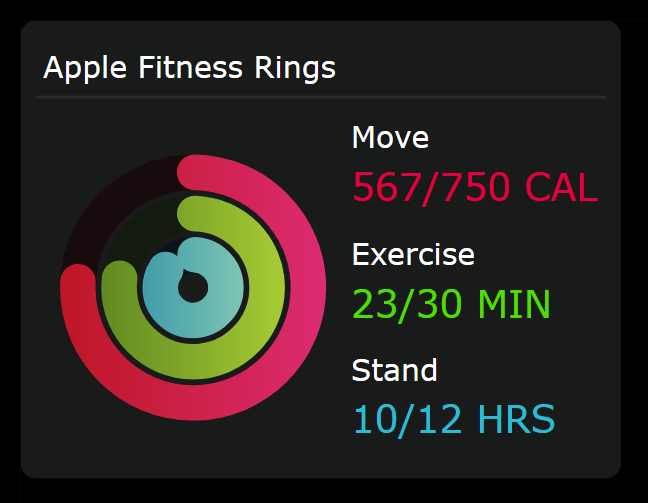 Apple Fitness Rings
Move
567/750 CAL
Exercise
23/30 MIN
Stand
10/12 HRS